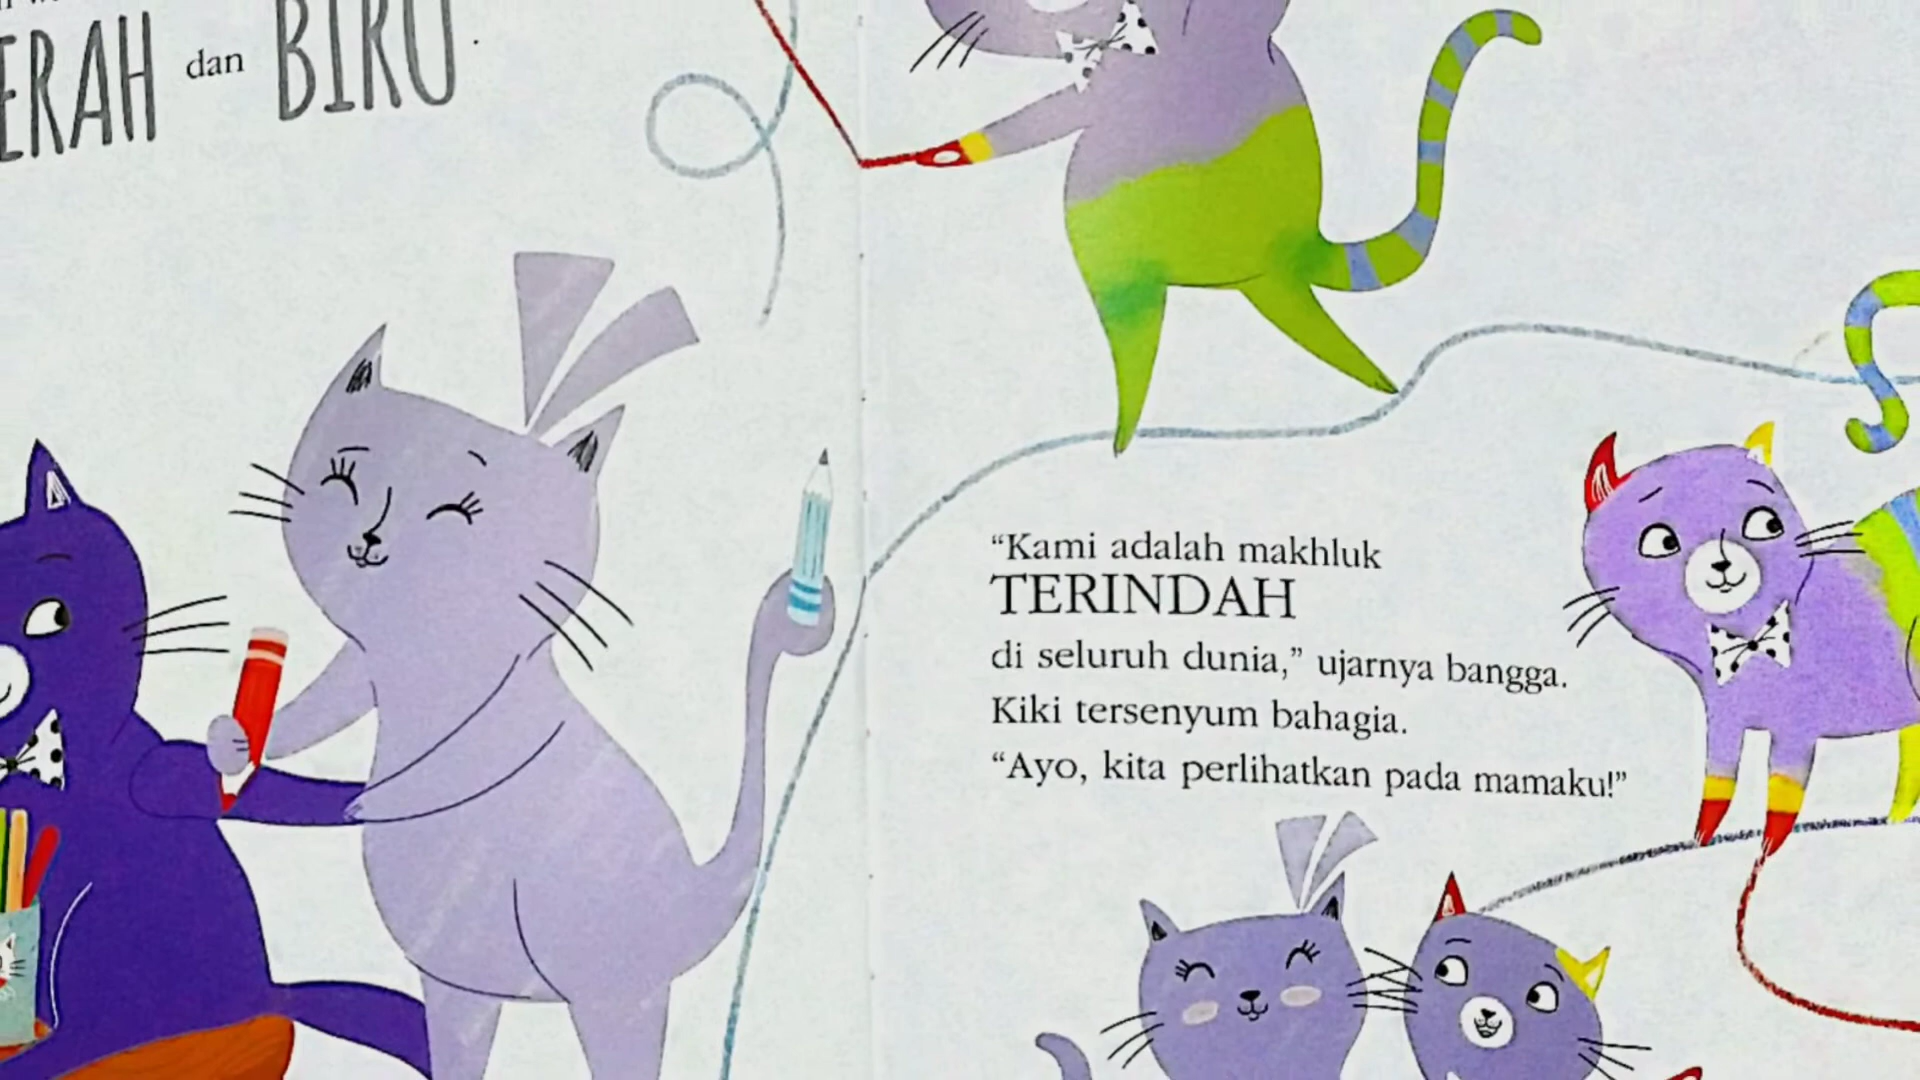 dan BIRU
“Kami adalah makhluk
TERINDAH
di seluruh dunia,” ujarnya bangga.
Kiki tersenyum bahagia.
“Ayo, kita perlihatkan pada mamaku!”